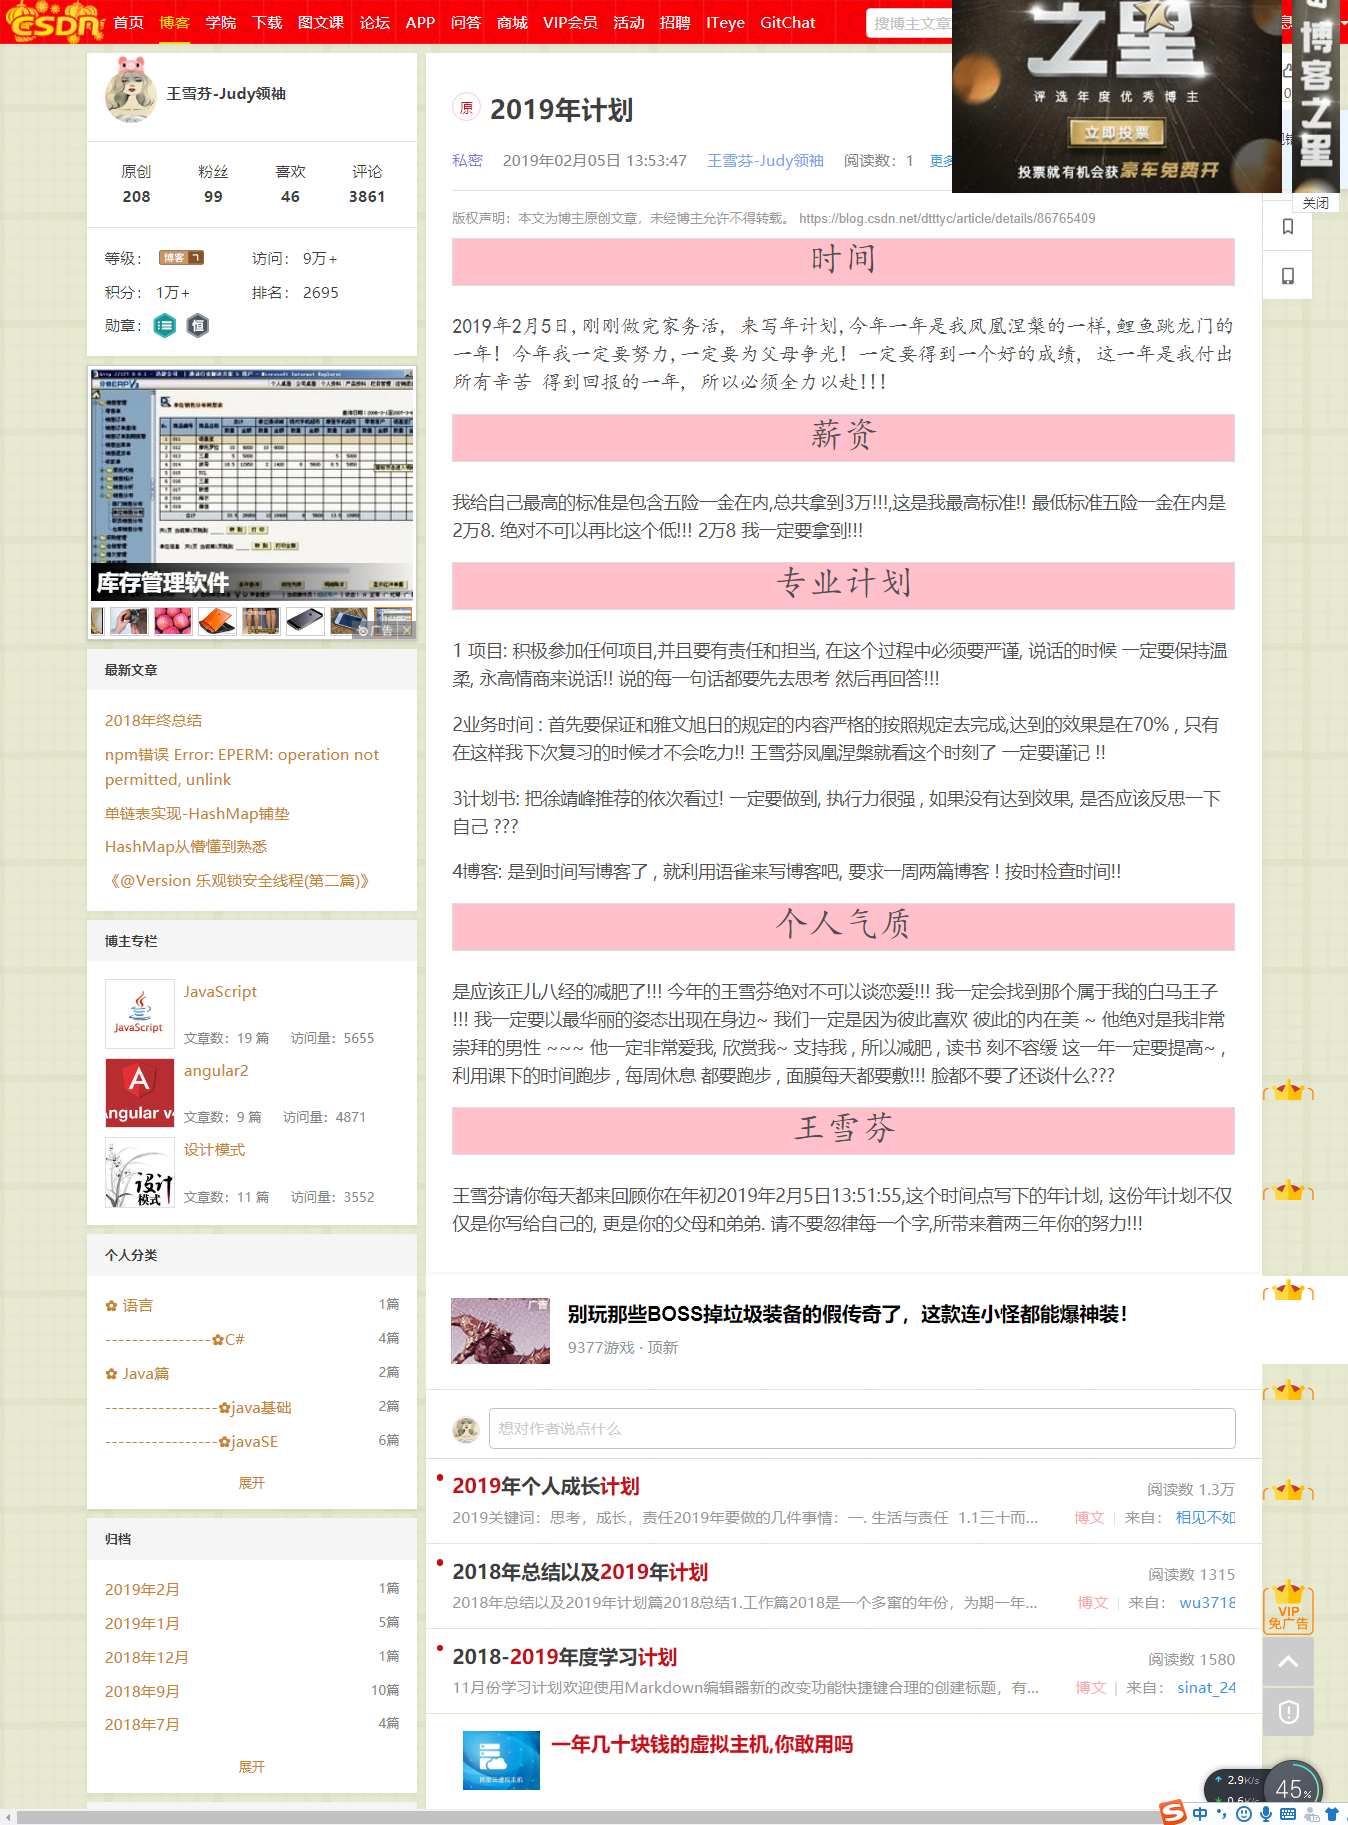 CSDN 首页 博客 学院 下载 图文课 论坛 APP 问答 商城 VIP会员 活动 招聘 ITeye GitChat 搜博主文章
之星
评选年度优秀博主
立即投票
投票就有机会获豪车免费开
博客之星
关闭
王雪芬-Judy领袖
原创 粉丝 喜欢 评论
208 99 46 3861
等级： 博客 7 访问： 9万+
积分： 1万+ 排名： 2695
勋章： 恒
库存管理软件
广告
最新文章
2018年终总结
npm错误 Error: EPERM: operation not
permitted, unlink
单链表实现-HashMap铺垫
HashMap从懵懂到熟悉
《@Version 乐观锁安全线程(第二篇)》
博主专栏
JavaScript
JavaScript
文章数：19 篇 访问量：5655
angular2
文章数：9 篇 访问量：4871
设计模式
设计模式
文章数：11 篇 访问量：3552
个人分类
✿ 语言 1篇
----------------✿C# 4篇
✿ Java篇 2篇
-----------------✿java基础 2篇
-----------------✿javaSE 6篇
展开
归档
2019年2月 1篇
2019年1月 5篇
2018年12月 1篇
2018年9月 10篇
2018年7月 4篇
展开
原 2019年计划
私密 2019年02月05日 13:53:47 王雪芬-Judy领袖 阅读数：1 更多
版权声明：本文为博主原创文章，未经博主允许不得转载。 https://blog.csdn.net/dtttyc/article/details/86765409
时间
2019年2月5日,刚刚做完家务活, 来写年计划,今年一年是我凤凰涅槃的一样,鲤鱼跳龙门的
一年! 今年我一定要努力,一定要为父母争光! 一定要得到一个好的成绩, 这一年是我付出
所有辛苦 得到回报的一年, 所以必须全力以赴!!!
薪资
我给自己最高的标准是包含五险一金在内,总共拿到3万!!!,这是我最高标准!! 最低标准五险一金在内是
2万8. 绝对不可以再比这个低!!! 2万8 我一定要拿到!!!
专业计划
1 项目: 积极参加任何项目,并且要有责任和担当, 在这个过程中必须要严谨, 说话的时候 一定要保持温
柔, 永高情商来说话!! 说的每一句话都要先去思考 然后再回答!!!
2业务时间 : 首先要保证和雅文旭日的规定的内容严格的按照规定去完成,达到的效果是在70% , 只有
在这样我下次复习的时候才不会吃力!! 王雪芬凤凰涅槃就看这个时刻了 一定要谨记 !!
3计划书: 把徐靖峰推荐的依次看过! 一定要做到, 执行力很强 , 如果没有达到效果, 是否应该反思一下
自己 ???
4博客: 是到时间写博客了 , 就利用语雀来写博客吧, 要求一周两篇博客 ! 按时检查时间!!
个人气质
是应该正儿八经的减肥了!!! 今年的王雪芬绝对不可以谈恋爱!!! 我一定会找到那个属于我的白马王子
!!! 我一定要以最华丽的姿态出现在身边~ 我们一定是因为彼此喜欢 彼此的内在美 ~ 他绝对是我非常
崇拜的男性 ~~~ 他一定非常爱我, 欣赏我~ 支持我 , 所以减肥 , 读书 刻不容缓 这一年一定要提高~ ,
利用课下的时间跑步 , 每周休息 都要跑步 , 面膜每天都要敷!!! 脸都不要了还谈什么???
王雪芬
王雪芬请你每天都来回顾你在年初2019年2月5日13:51:55,这个时间点写下的年计划, 这份年计划不仅
仅是你写给自己的, 更是你的父母和弟弟. 请不要忽律每一个字,所带来着两三年你的努力!!!
广告
别玩那些BOSS掉垃圾装备的假传奇了，这款连小怪都能爆神装！
9377游戏 · 顶新
想对作者说点什么
2019年个人成长计划 阅读数 1.3万
2019关键词：思考，成长，责任2019年要做的几件事情：一. 生活与责任 1.1三十而... 博文 | 来自： 相见不如
2018年总结以及2019年计划 阅读数 1315
2018年总结以及2019年计划篇2018总结1.工作篇2018是一个多窜的年份，为期一年... 博文 | 来自： wu3718
2018-2019年度学习计划 阅读数 1580
11月份学习计划欢迎使用Markdown编辑器新的改变功能快捷键合理的创建标题，有... 博文 | 来自： sinat_24
一年几十块钱的虚拟主机,你敢用吗
VIP
免广告
2.9K/s
0.6K/s
45%
中